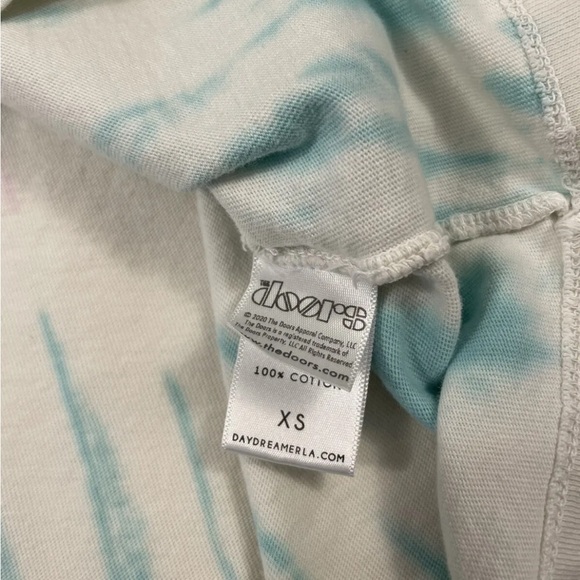 THE
doors
© 2020 The Doors Apparel Company, LLC
The Doors is a registered trademark of
Doors Property, LLC All Rights Reserved
www.thedoors.com
100% COTTON
XS
DAYDREAMERLA.COM